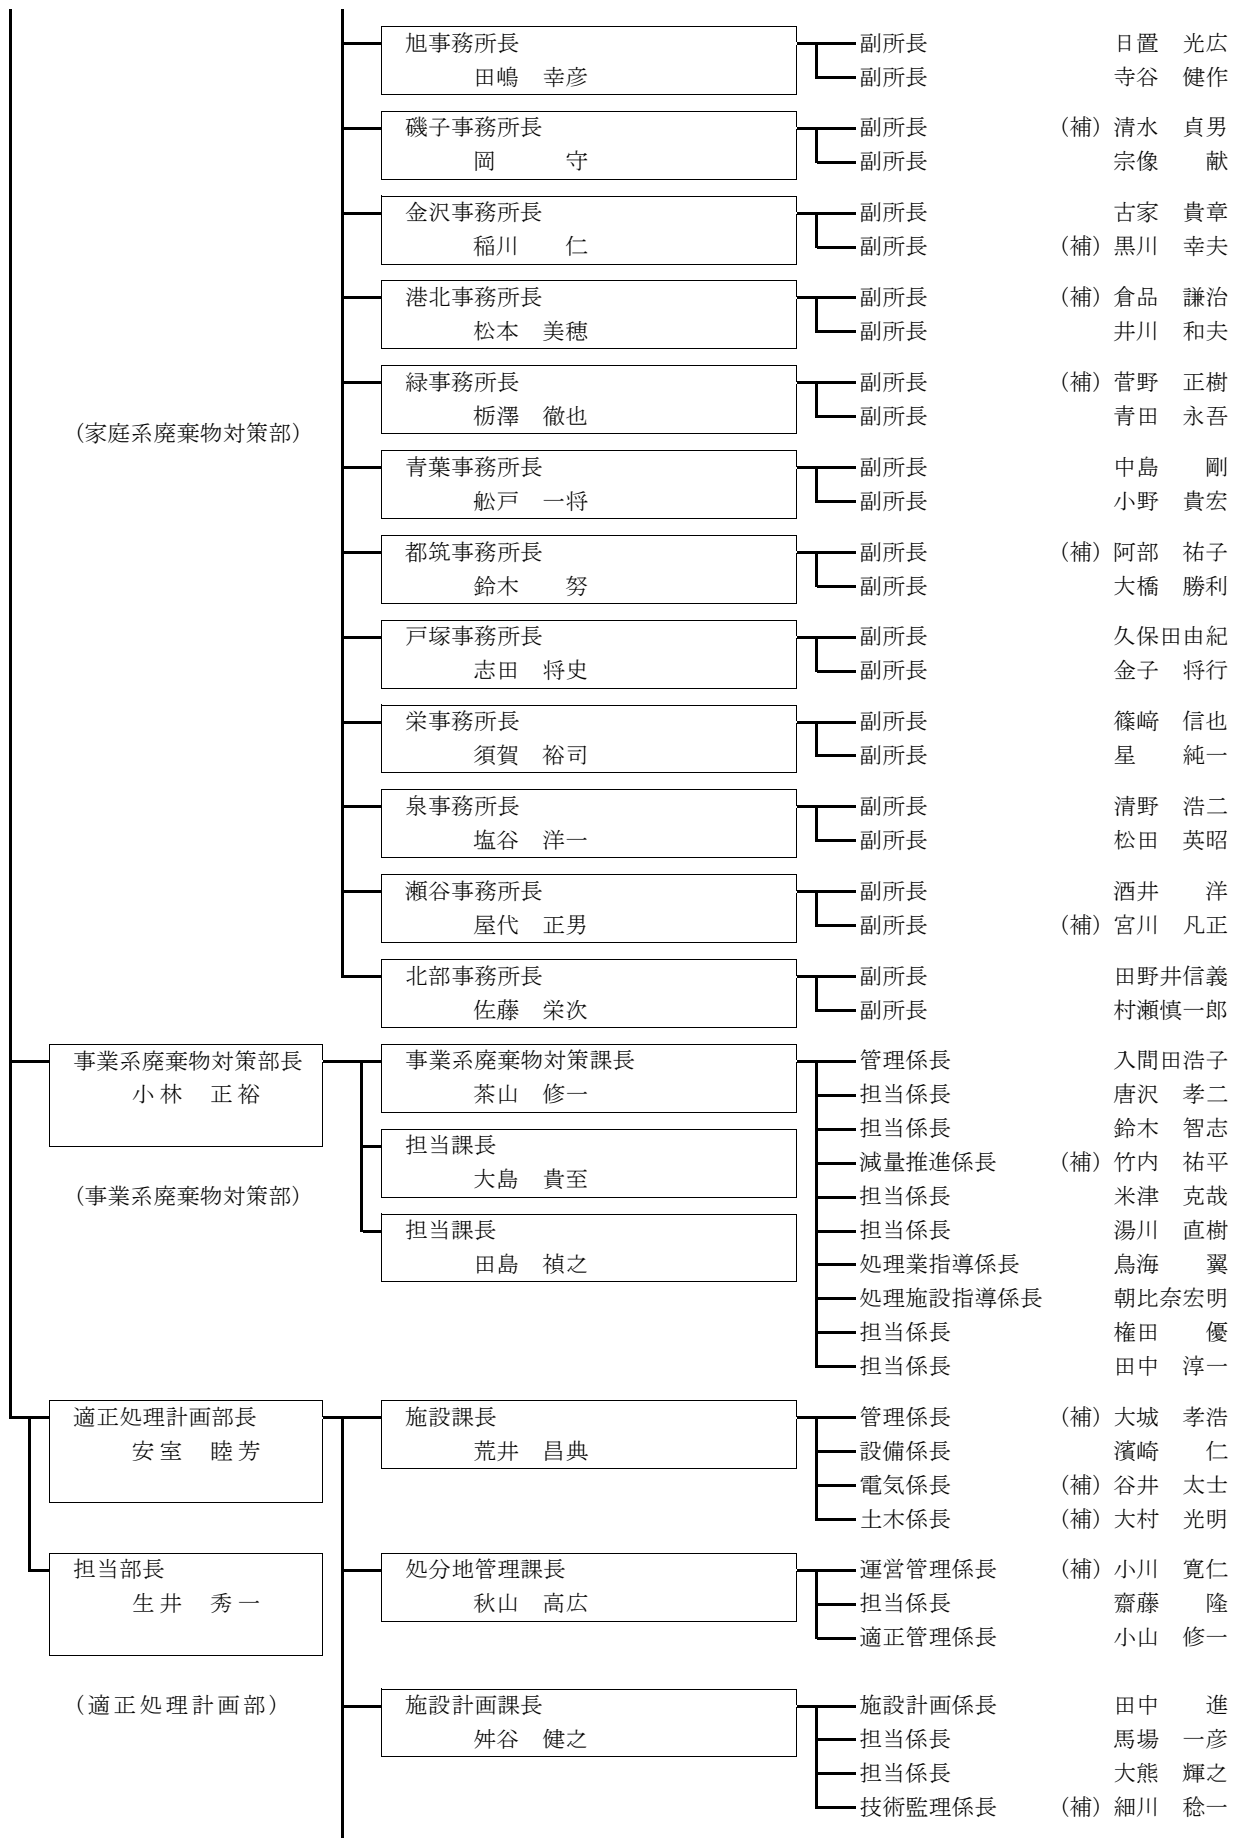 旭事務所長 副所長 日置 光広
田嶋 幸彦 副所長 寺谷 健作
磯子事務所長 副所長 (補) 清水 貞男
岡 守 副所長 宗像 献
金沢事務所長 副所長 古家 貴章
稲川 仁 副所長 (補) 黒川 幸夫
港北事務所長 副所長 (補) 倉品 謙治
松本 美穂 副所長 井川 和夫
緑事務所長 副所長 (補) 菅野 正樹
栃澤 徹也 副所長 青田 永吾
(家庭系廃棄物対策部)
青葉事務所長 副所長 中島 剛
舩戸 一将 副所長 小野 貴宏
都筑事務所長 副所長 (補) 阿部 祐子
鈴木 努 副所長 大橋 勝利
戸塚事務所長 副所長 久保田由紀
志田 将史 副所長 金子 将行
栄事務所長 副所長 篠﨑 信也
須賀 裕司 副所長 星 純一
泉事務所長 副所長 清野 浩二
塩谷 洋一 副所長 松田 英昭
瀬谷事務所長 副所長 酒井 洋
屋代 正男 副所長 (補) 宮川 凡正
北部事務所長 副所長 田野井信義
佐藤 栄次 副所長 村瀬慎一郎
事業系廃棄物対策部長 事業系廃棄物対策課長 管理係長 入間田浩子
小林 正裕 茶山 修一 担当係長 唐沢 孝二
担当係長 鈴木 智志
担当課長 減量推進係長 (補) 竹内 祐平
大島 貴至
(事業系廃棄物対策部) 担当係長 米津 克哉
担当課長 担当係長 湯川 直樹
田島 禎之 処理業指導係長 鳥海 翼
処理施設指導係長 朝比奈宏明
担当係長 権田 優
担当係長 田中 淳一
適正処理計画部長 施設課長 管理係長 (補) 大城 孝浩
安室 睦芳 荒井 昌典 設備係長 濱崎 仁
電気係長 (補) 谷井 太士
土木係長 (補) 大村 光明
担当部長 処分地管理課長 運営管理係長 (補) 小川 寛仁
生井 秀一 秋山 高広 担当係長 齋藤 隆
適正管理係長 小山 修一
(適正処理計画部) 施設計画課長 施設計画係長 田中 進
舛谷 健之 担当係長 馬場 一彦
担当係長 大熊 輝之
技術監理係長 (補) 細川 稔一